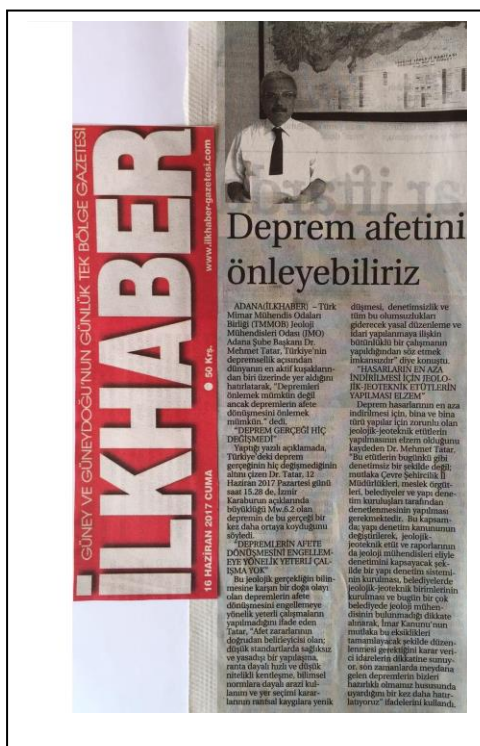 GÜNEY VE GÜNEYDOĞU'NUN GÜNLÜK TEK BÖLGE GAZETESİ
İLKHABER
www.ilkhaber-gazetesi.com
16 HAZİRAN 2017 CUMA
50 Krş.
Deprem afetini
önleyebiliriz
ADANA(İLKHABER) – Türk
Mimar Mühendis Odaları
Birliği (TMMOB) Jeoloji
Mühendisleri Odası (JMO)
Adana Şube Başkanı Dr.
Mehmet Tatar, Türkiye'nin
depremsellik açısından
dünyanın en aktif kuşakların-
dan biri üzerinde yer aldığını
hatırlatarak, "Depremleri
önlemek mümkün değil
ancak depremlerin afete
dönüşmesini önlemek
mümkün." dedi.
"DEPREM GERÇEĞİ HİÇ
DEĞİŞMEDİ"
Yaptığı yazılı açıklamada,
Türkiye'deki deprem
gerçeğinin hiç değişmediğinin
altını çizen Dr. Tatar, 12
Haziran 2017 Pazartesi günü
saat 15.28 de, İzmir
Karaburun açıklarında
büyüklüğü Mw.6.2 olan
depremin de bu gerçeği bir
kez daha ortaya koyduğunu
söyledi.
"DEPREMLERİN AFETE
DÖNÜŞMESİ ENGELLEM-
EYE YÖNELİK YETERLİ ÇAL-
IŞMA YOK"
Bu jeolojik gerçekliğin bilin-
mesine karşın bir doğa olayı
olan depremlerin afete
dönüşmesini engellemeye
yönelik yeterli çalışmaların
yapılmadığını ifade eden
Tatar, "Afet zararlarının
doğrudan belirleyicisi olan;
düşük standartlarda sağlıksız
ve yasadışı bir yapılaşma,
ranta dayalı hızlı ve düşük
nitelikli kentleşme, bilimsel
normlara dayalı arazi kul-
lanım ve yer seçimi karar-
larının rantsal kaygılara yenik
düşmesi, denetimsizlik ve
tüm bu olumsuzlukları
giderecek yasal düzenleme ve
idari yapılanmaya ilişkin
bütünlüklü bir çalışmanın
yapıldığından söz etmek
imkansızdır" diye konuştu.
"HASARLARIN EN AZA
İNDİRİLMESİ İÇİN JEOLO-
JİK-JEOTEKNİK ETÜTLERİN
YAPILMASI ELZEM"
Deprem hasarlarının en aza
indirilmesi için, bina ve bina
türü yapılar için zorunlu olan
jeolojik-jeoteknik etütlerin
yapılmasının elzem olduğunu
kaydeden Dr. Mehmet Tatar,
"Bu etütlerin bugünkü gibi
denetimsiz bir şekilde değil;
mutlaka Çevre Şehircilik İl
Müdürlükleri, meslek örgüt-
leri, belediyeler ve yapı dene-
tim kuruluşları tarafından
denetlenmesinin yapılması
gerekmektedir. Bu kapsam-
da; yapı denetim kanununun
değiştirilerek, jeolojik-
jeoteknik etüt ve raporlarının
da jeoloji mühendisleri eliyle
denetimini kapsayacak şek-
ilde bir yapı denetim sistemi-
nin kurulması, belediyelerde
jeolojik-jeoteknik birimlerinin
kurulması ve bugün bir çok
belediyede jeoloji mühen-
disinin bulunmadığı dikkate
alınarak, İmar Kanunu'nun
mutlaka bu eksiklikleri
tamamlayacak şekilde düzen-
lenmesi gerektiğini karar veri-
ci idarelerin dikkatine sunuy-
or, son zamanlarda meydana
gelen depremlerin bizleri
hazırlıklı olmamız hususunda
uyardığını bir kez daha hatır-
latıyoruz" ifadelerini kullandı.